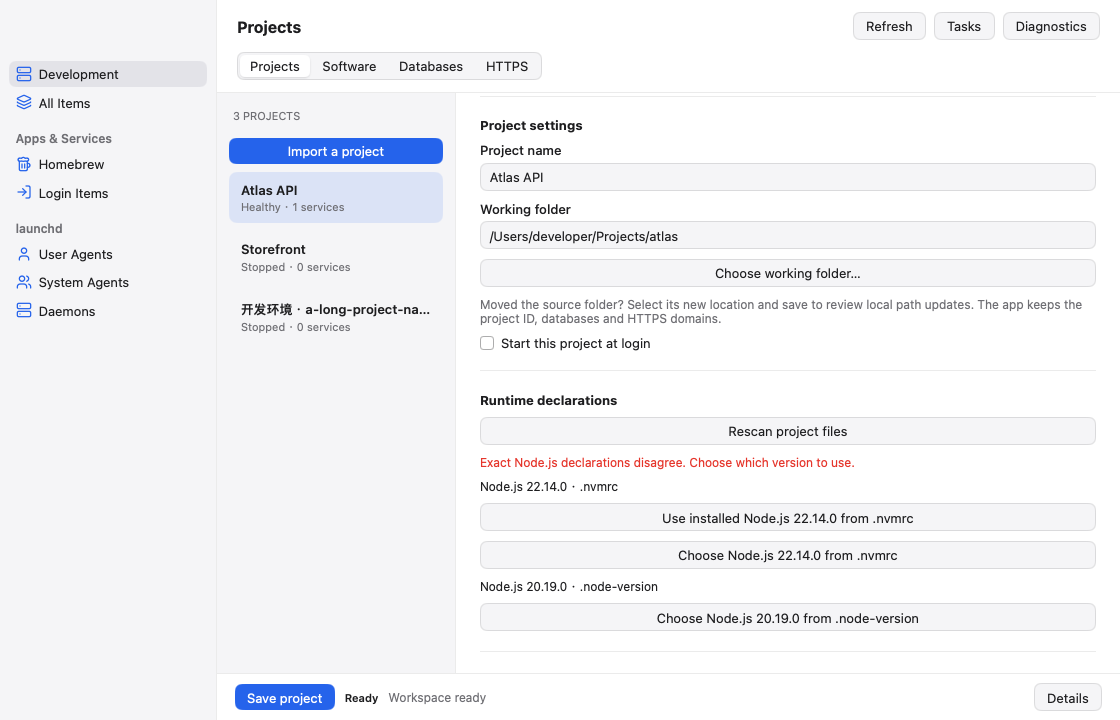 Projects
Refresh
Tasks
Diagnostics
Projects
Software
Databases
HTTPS
Development
All Items
Apps & Services
Homebrew
Login Items
launchd
User Agents
System Agents
Daemons
3 PROJECTS
Import a project
Atlas API
Healthy · 1 services
Storefront
Stopped · 0 services
开发环境 · a-long-project-na...
Stopped · 0 services
Project settings
Project name
Atlas API
Working folder
/Users/developer/Projects/atlas
Choose working folder...
Moved the source folder? Select its new location and save to review local path updates. The app keeps the
project ID, databases and HTTPS domains.
Start this project at login
Runtime declarations
Rescan project files
Exact Node.js declarations disagree. Choose which version to use.
Node.js 22.14.0 · .nvmrc
Use installed Node.js 22.14.0 from .nvmrc
Choose Node.js 22.14.0 from .nvmrc
Node.js 20.19.0 · .node-version
Choose Node.js 20.19.0 from .node-version
Save project
Ready
Workspace ready
Details